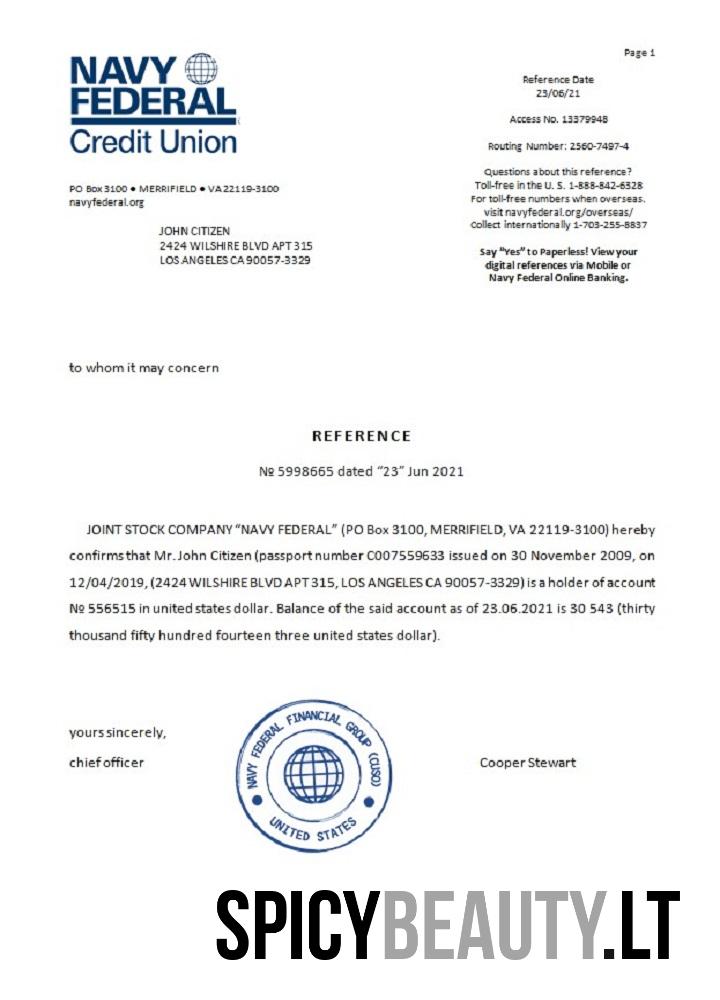 Page 1
NAVY
FEDERAL
Credit Union
Reference Date
23/06/21
Access No. 13379948
Routing Number: 2560-7497-4
Questions about this reference?
Toll-free in the U. S. 1-888-842-6328
For toll-free numbers when overseas.
visit navyfederal.org/overseas/
Collect internationally 1-703-255-8837
Say "Yes" to Paperless! View your
digital references via Mobile or
Navy Federal Online Banking.
PO Box 3100 • MERRIFIELD • VA 22119-3100
navyfederal.org
JOHN CITIZEN
2424 WILSHIRE BLVD APT 315
LOS ANGELES CA 90057-3329
to whom it may concern
REFERENCE
№ 5998665 dated "23" Jun 2021
JOINT STOCK COMPANY "NAVY FEDERAL" (PO Box 3100, MERRIFIELD, VA 22119-3100) hereby
confirms that Mr. John Citizen (passport number C007559633 issued on 30 November 2009, on
12/04/2019, (2424 WILSHIRE BLVD APT 315, LOS ANGELES CA 90057-3329) is a holder of account
№ 556515 in united states dollar. Balance of the said account as of 23.06.2021 is 30 543 (thirty
thousand fifty hundred fourteen three united states dollar).
yours sincerely,
chief officer
NAVY FEDERAL FINANCIAL GROUP (CUSO)
UNITED STATES
Cooper Stewart
SPICYBEAUTY.LT